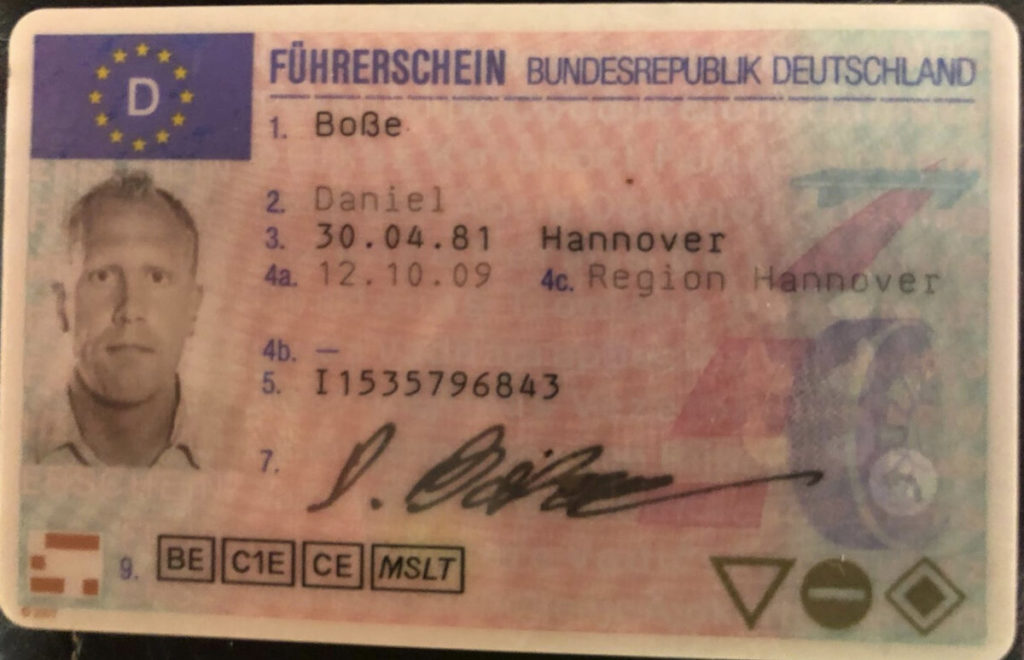 D
FÜHRERSCHEIN BUNDESREPUBLIK DEUTSCHLAND
1. Boße
2. Daniel
3. 30.04.81 Hannover
4a. 12.10.09 4c. Region Hannover
4b. —
5. I1535796843
7.
9. BE C1E CE MSLT